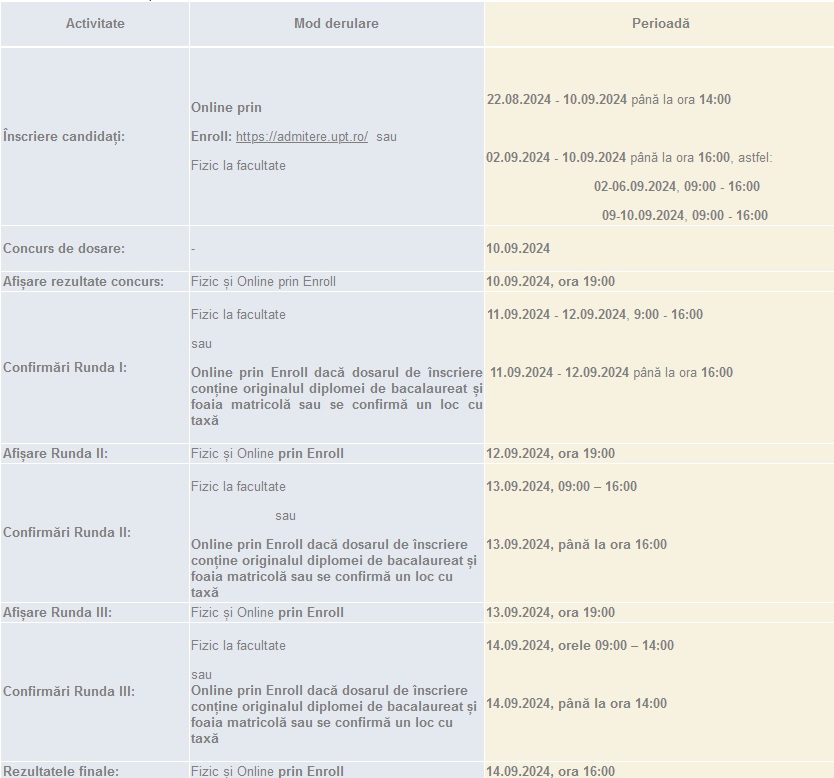 Activitate Mod derulare Perioadă
Înscriere candidați:
Online prin
Enroll: https://admitere.upt.ro/ sau
Fizic la facultate
22.08.2024 - 10.09.2024 până la ora 14:00
02.09.2024 - 10.09.2024 până la ora 16:00, astfel:
02-06.09.2024, 09:00 - 16:00
09-10.09.2024, 09:00 - 16:00
Concurs de dosare: - 10.09.2024
Afișare rezultate concurs: Fizic și Online prin Enroll 10.09.2024, ora 19:00
Confirmări Runda I:
Fizic la facultate
sau
Online prin Enroll dacă dosarul de înscriere
conține originalul diplomei de bacalaureat și
foaia matricolă sau se confirmă un loc cu
taxă
11.09.2024 - 12.09.2024, 9:00 - 16:00
11.09.2024 - 12.09.2024 până la ora 16:00
Afișare Runda II: Fizic și Online prin Enroll 12.09.2024, ora 19:00
Confirmări Runda II:
Fizic la facultate
sau
Online prin Enroll dacă dosarul de înscriere
conține originalul diplomei de bacalaureat și
foaia matricolă sau se confirmă un loc cu
taxă
13.09.2024, 09:00 – 16:00
13.09.2024, până la ora 16:00
Afișare Runda III: Fizic și Online prin Enroll 13.09.2024, ora 19:00
Confirmări Runda III:
Fizic la facultate
sau
Online prin Enroll dacă dosarul de înscriere
conține originalul diplomei de bacalaureat și
foaia matricolă sau se confirmă un loc cu
taxă
14.09.2024, orele 09:00 – 14:00
14.09.2024, până la ora 14:00
Rezultatele finale: Fizic și Online prin Enroll 14.09.2024, ora 16:00